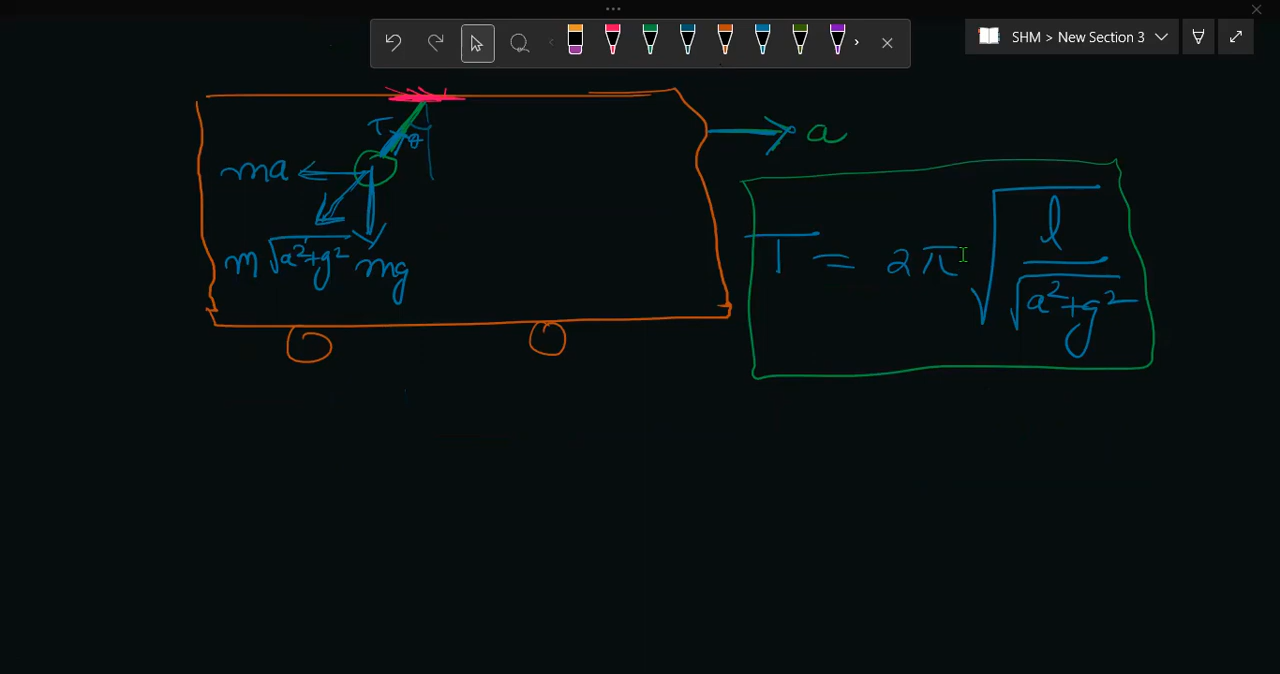 SHM > New Section 3
a
T θ
ma
m√(a²+g²) mg
T = 2π √(l/√(a²+g²))